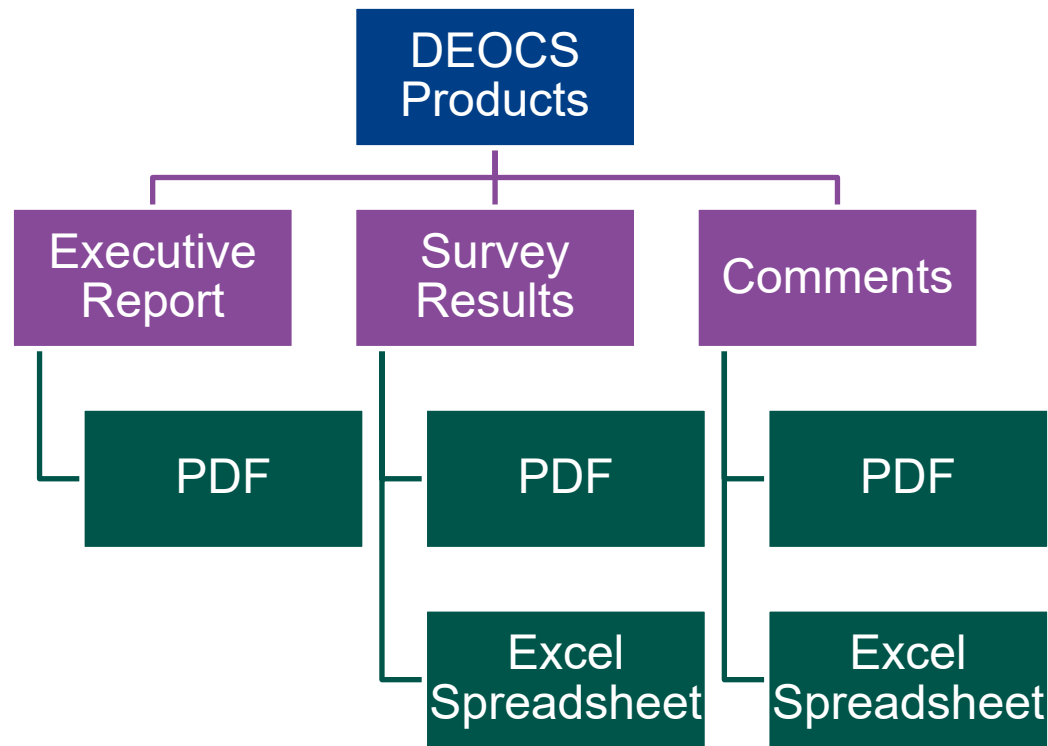 DEOCS
Products
Executive
Report
Survey
Results
Comments
PDF
PDF
PDF
Excel
Spreadsheet
Excel
Spreadsheet